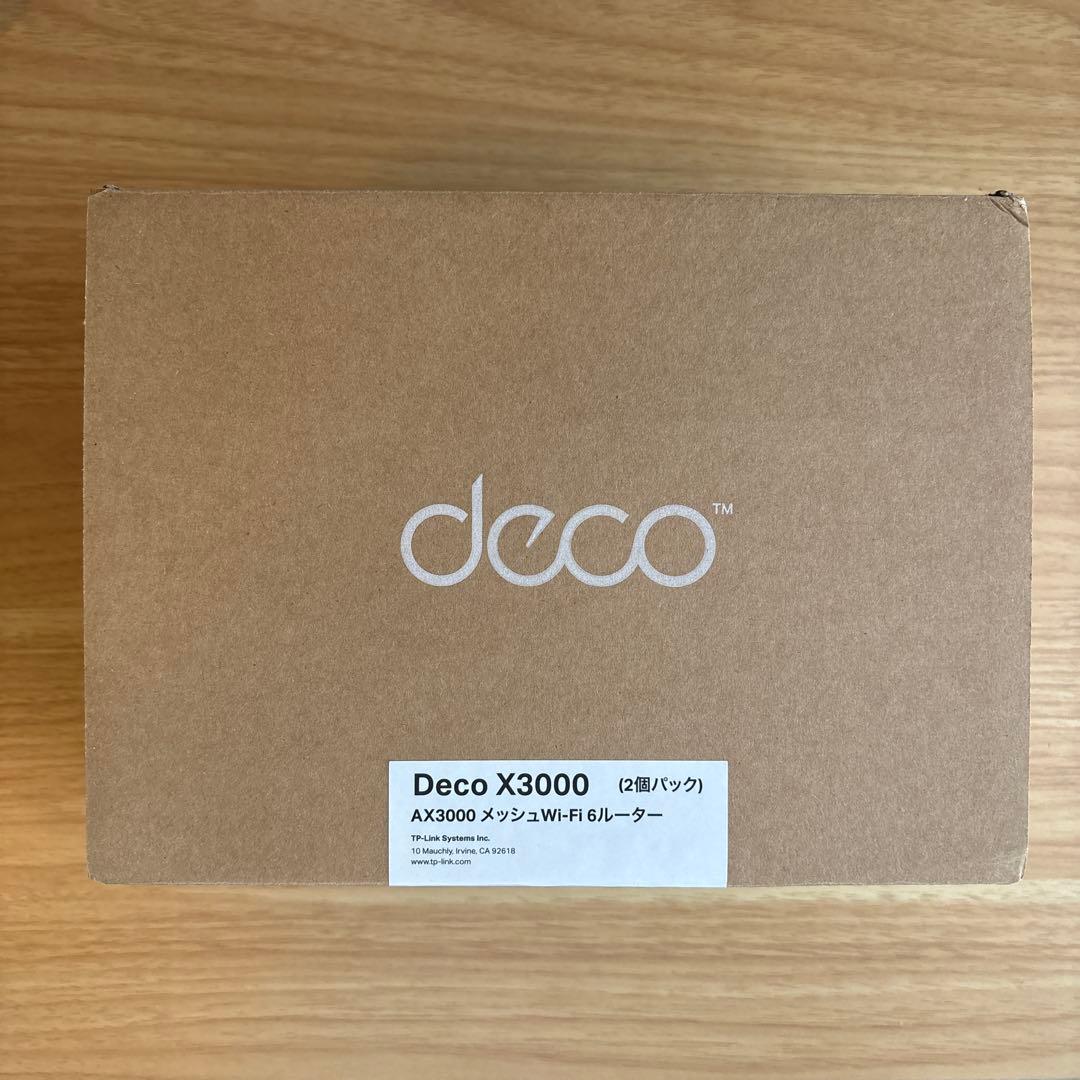 deco™
Deco X3000 (2個パック)
AX3000 メッシュWi-Fi 6ルーター
TP-Link Systems Inc.
10 Mauchly, Irvine, CA 92618
www.tp-link.com